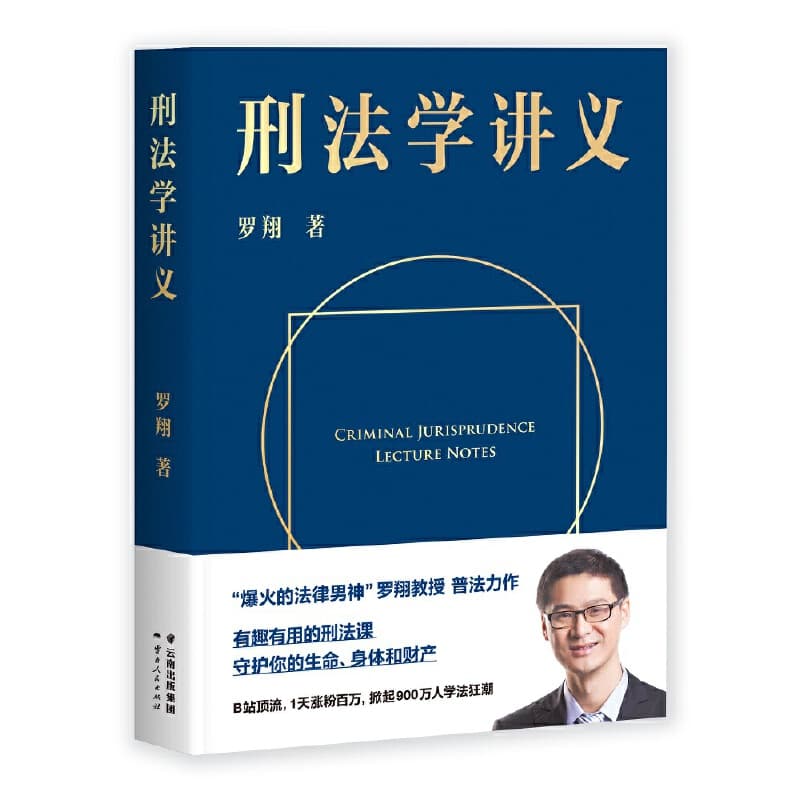 刑法学讲义
罗翔 著
CRIMINAL JURISPRUDENCE
LECTURE NOTES
“爆火的法律男神”罗翔教授 普法力作
有趣有用的刑法课
守护你的生命、身体和财产
B站顶流，1天涨粉百万，掀起900万人学法狂潮
刑法学讲义
罗翔 著
云南出版集团
云南人民出版社